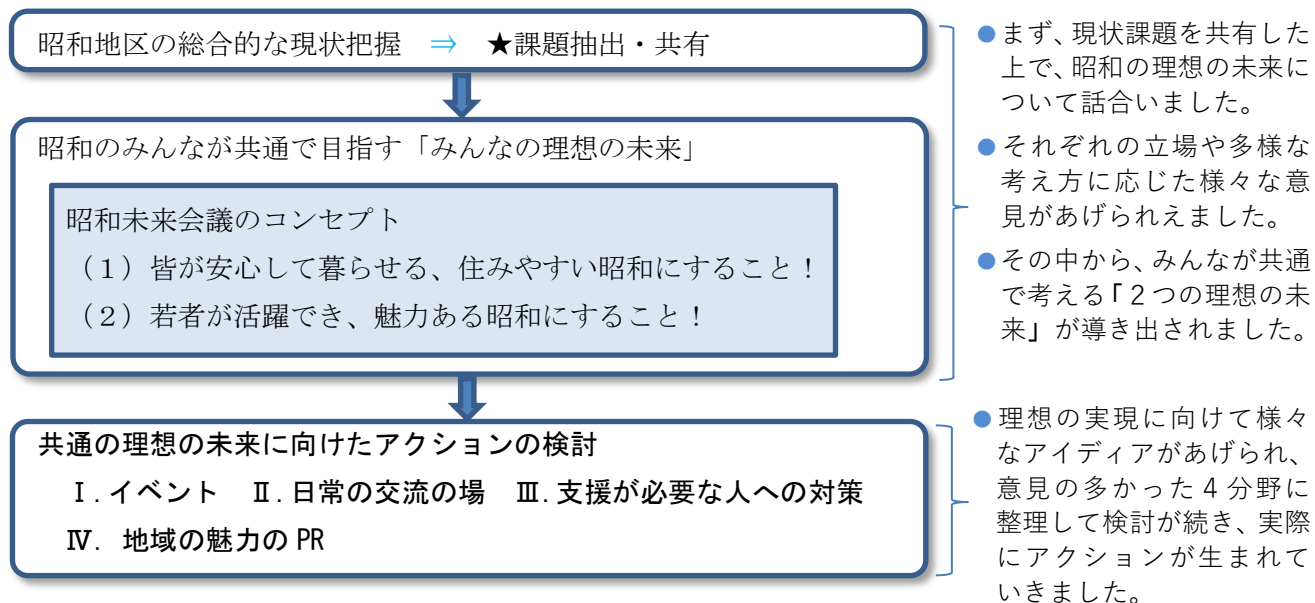 昭和地区の総合的な現状把握　⇒　★課題抽出・共有
昭和のみんなが共通で目指す「みんなの理想の未来」
昭和未来会議のコンセプト
（１）皆が安心して暮らせる、住みやすい昭和にすること！
（２）若者が活躍でき、魅力ある昭和にすること！
共通の理想の未来に向けたアクションの検討
Ⅰ.イベント　Ⅱ.日常の交流の場　Ⅲ.支援が必要な人への対策
Ⅳ. 地域の魅力の PR
●まず、現状課題を共有した
上で、昭和の理想の未来に
ついて話合いました。
●それぞれの立場や多様な
考え方に応じた様々な意
見があげられえました。
●その中から、みんなが共通
で考える「２つの理想の未
来」が導き出されました。
●理想の実現に向けて様々
なアイディアがあげられ、
意見の多かった 4 分野に
整理して検討が続き、実際
にアクションが生まれて
いきました。